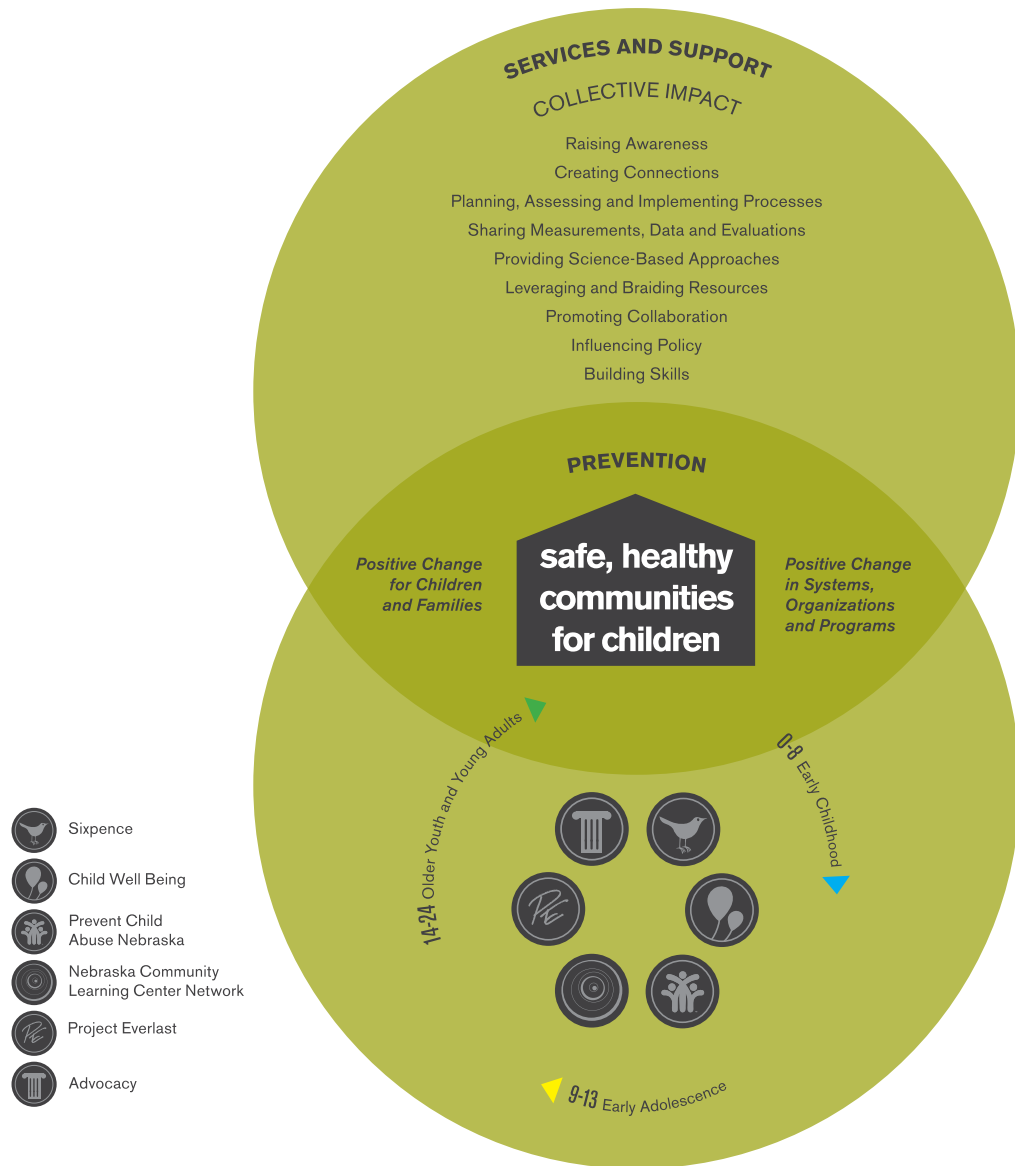 SERVICES AND SUPPORT
COLLECTIVE IMPACT
Raising Awareness
Creating Connections
Planning, Assessing and Implementing Processes
Sharing Measurements, Data and Evaluations
Providing Science-Based Approaches
Leveraging and Braiding Resources
Promoting Collaboration
Influencing Policy
Building Skills
PREVENTION
Positive Change
for Children
and Families
safe, healthy
communities
for children
Positive Change
in Systems,
Organizations
and Programs
0-8 Early Childhood
9-13 Early Adolescence
14-24 Older Youth and Young Adults
PE
Sixpence
Child Well Being
Prevent Child
Abuse Nebraska
Nebraska Community
Learning Center Network
PE
Project Everlast
Advocacy